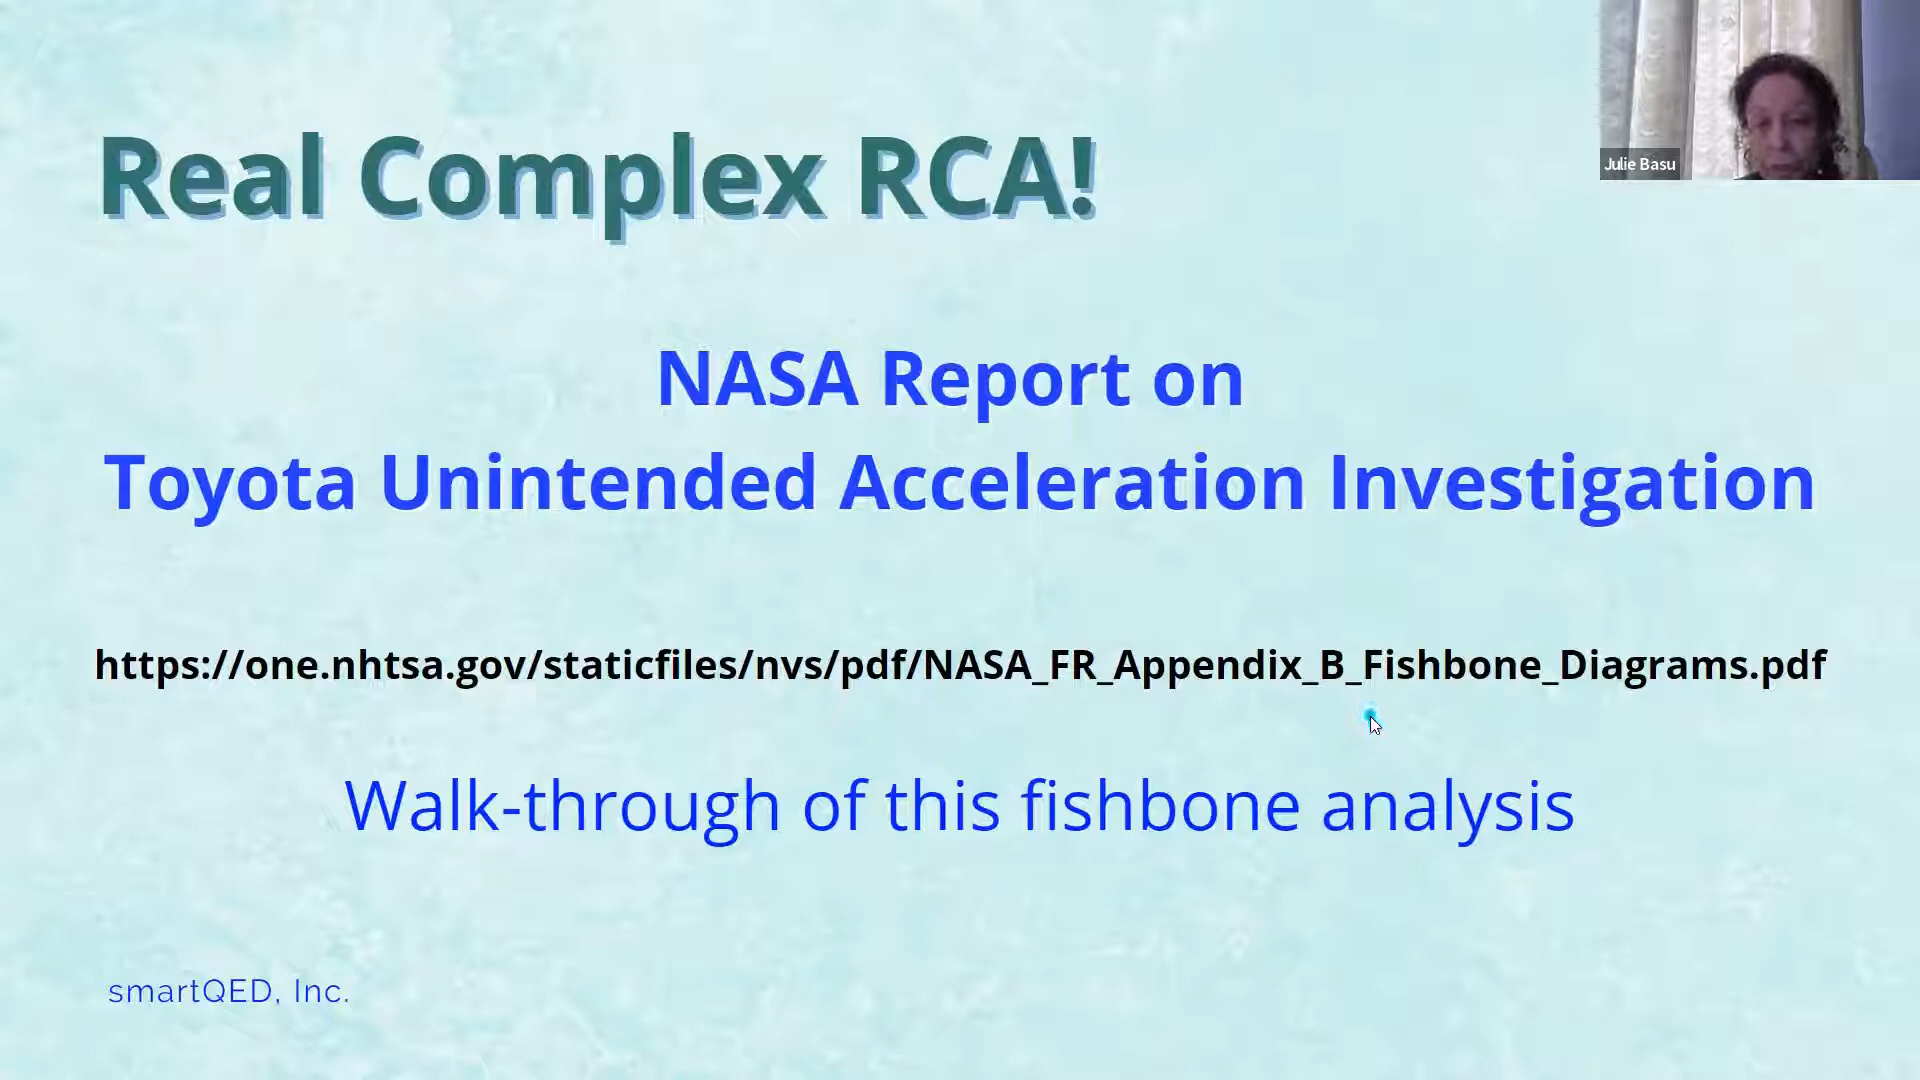 Real Complex RCA!
Julie Basu
NASA Report on
Toyota Unintended Acceleration Investigation
https://one.nhtsa.gov/staticfiles/nvs/pdf/NASA_FR_Appendix_B_Fishbone_Diagrams.pdf
Walk-through of this fishbone analysis
smartQED, Inc.